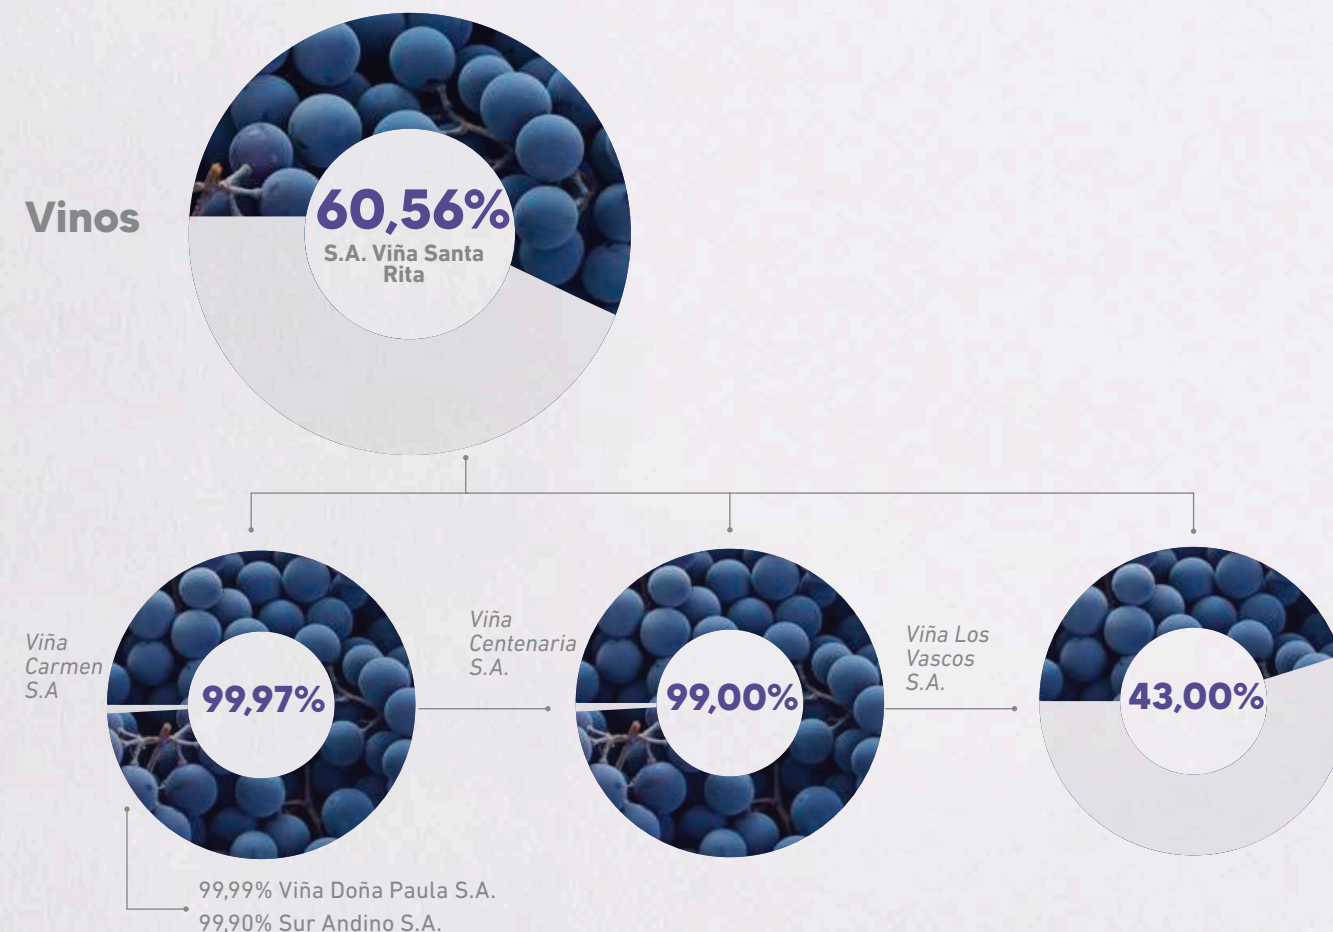 Vinos
60,56%
S.A. Viña Santa
Rita
Viña
Carmen
S.A
99,97%
Viña
Centenaria
S.A.
99,00%
Viña Los
Vascos
S.A.
43,00%
99,99% Viña Doña Paula S.A.
99,90% Sur Andino S.A.